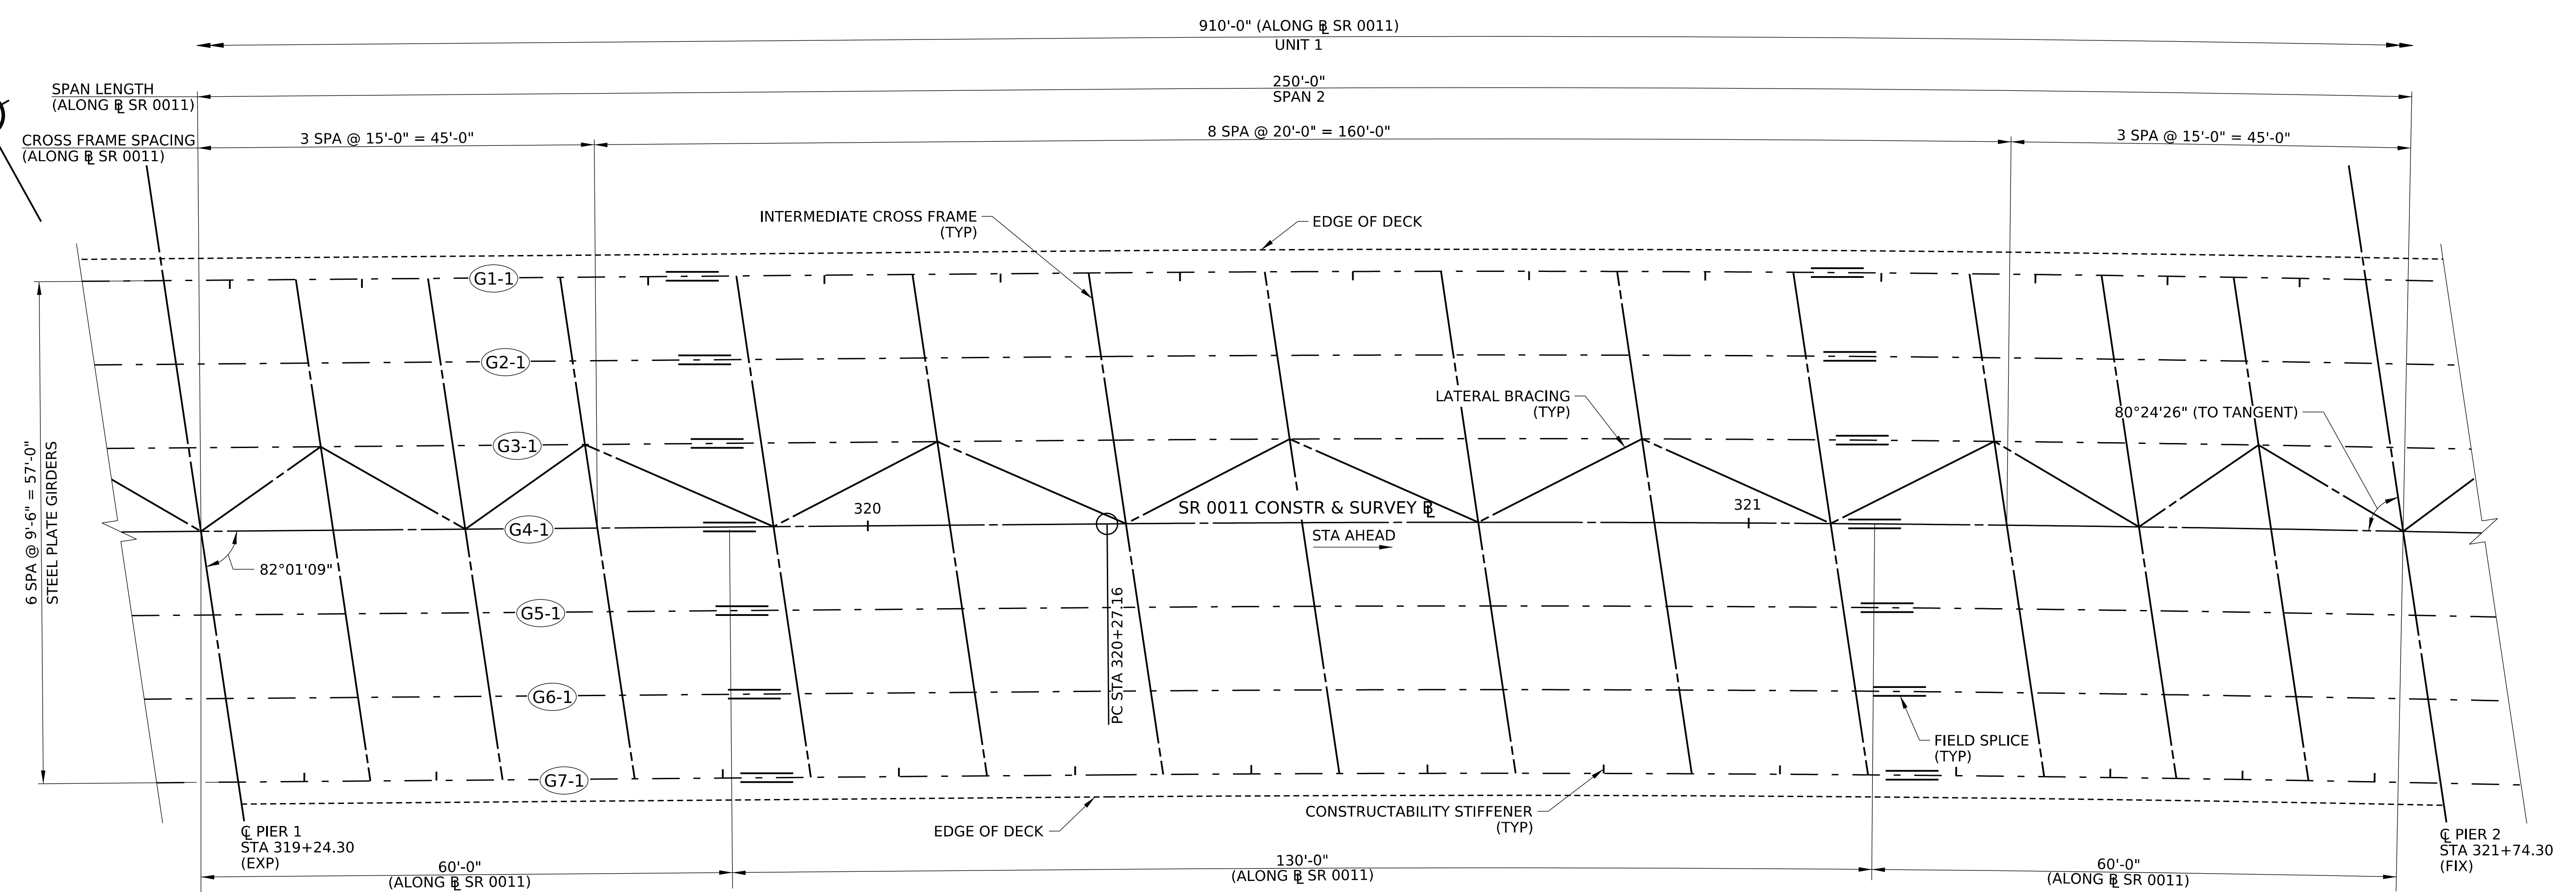 910'-0" (ALONG ℄ SR 0011)
UNIT 1
SPAN LENGTH
(ALONG ℄ SR 0011)
250'-0"
SPAN 2
CROSS FRAME SPACING
(ALONG ℄ SR 0011)
3 SPA @ 15'-0" = 45'-0"
8 SPA @ 20'-0" = 160'-0"
3 SPA @ 15'-0" = 45'-0"
INTERMEDIATE CROSS FRAME
(TYP)
EDGE OF DECK
G1-1
G2-1
G3-1
LATERAL BRACING
(TYP)
80°24'26" (TO TANGENT)
6 SPA @ 9'-6" = 57'-0"
STEEL PLATE GIRDERS
320
SR 0011 CONSTR & SURVEY ℄
321
G4-1
STA AHEAD
82°01'09"
PC STA 320+27.16
G5-1
G6-1
FIELD SPLICE
(TYP)
G7-1
CONSTRUCTABILITY STIFFENER
(TYP)
EDGE OF DECK
℄ PIER 1
STA 319+24.30
(EXP)
℄ PIER 2
STA 321+74.30
(FIX)
60'-0"
(ALONG ℄ SR 0011)
130'-0"
(ALONG ℄ SR 0011)
60'-0"
(ALONG ℄ SR 0011)